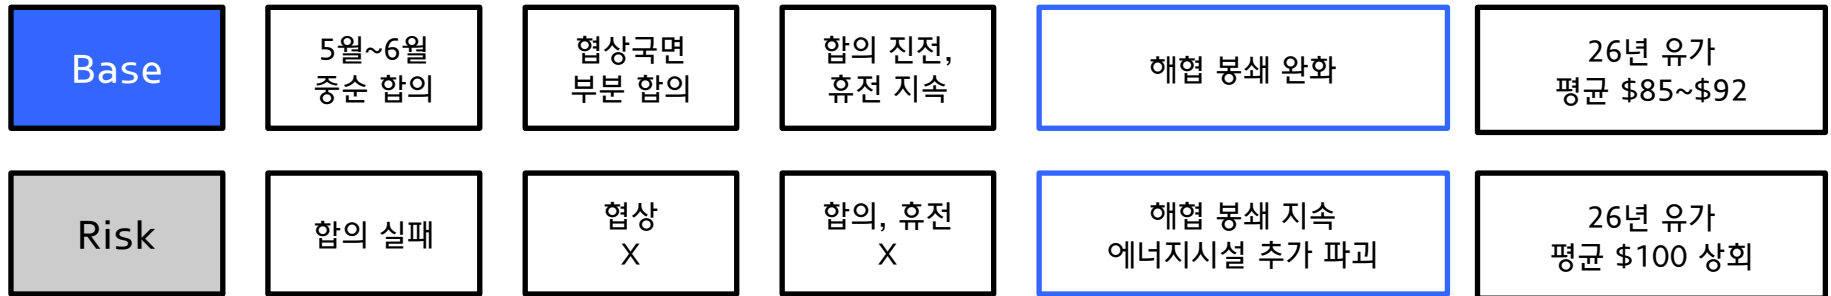 Base
5월~6월
중순 합의
협상국면
부분 합의
합의 진전,
휴전 지속
해협 봉쇄 완화
26년 유가
평균 $85~$92
Risk
합의 실패
협상
X
합의, 휴전
X
해협 봉쇄 지속
에너지시설 추가 파괴
26년 유가
평균 $100 상회